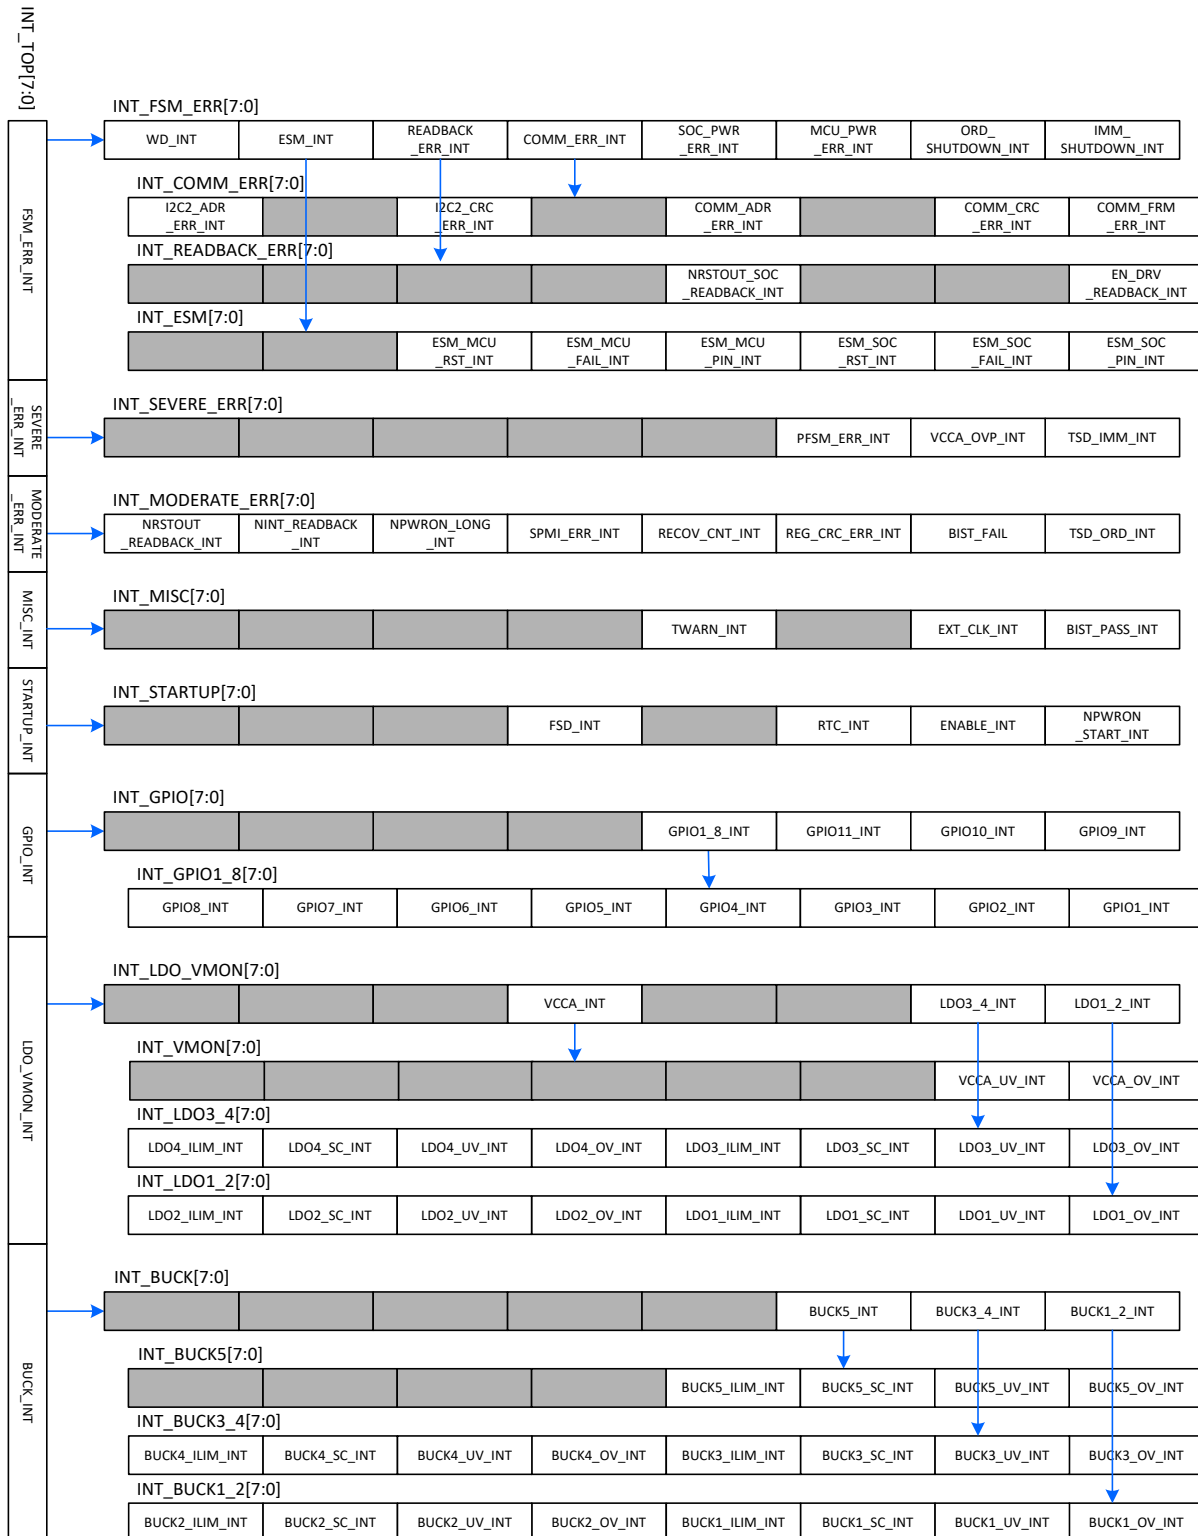 INT_TOP[7:0]
INT_FSM_ERR[7:0]
FSM_ERR_INT
WD_INT
ESM_INT
READBACK
_ERR_INT
COMM_ERR_INT
SOC_PWR
_ERR_INT
MCU_PWR
_ERR_INT
ORD_
SHUTDOWN_INT
IMM_
SHUTDOWN_INT
INT_COMM_ERR[7:0]
I2C2_ADR
_ERR_INT
I2C2_CRC
_ERR_INT
COMM_ADR
_ERR_INT
COMM_CRC
_ERR_INT
COMM_FRM
_ERR_INT
INT_READBACK_ERR[7:0]
NRSTOUT_SOC
_READBACK_INT
EN_DRV
_READBACK_INT
INT_ESM[7:0]
ESM_MCU
_RST_INT
ESM_MCU
_FAIL_INT
ESM_MCU
_PIN_INT
ESM_SOC
_RST_INT
ESM_SOC
_FAIL_INT
ESM_SOC
_PIN_INT
SEVERE
_ERR_INT
INT_SEVERE_ERR[7:0]
PFSM_ERR_INT
VCCA_OVP_INT
TSD_IMM_INT
MODERATE
_ERR_INT
INT_MODERATE_ERR[7:0]
NRSTOUT
_READBACK_INT
NINT_READBACK
_INT
NPWRON_LONG
_INT
SPMI_ERR_INT
RECOV_CNT_INT
REG_CRC_ERR_INT
BIST_FAIL
TSD_ORD_INT
MISC_INT
INT_MISC[7:0]
TWARN_INT
EXT_CLK_INT
BIST_PASS_INT
STARTUP_INT
INT_STARTUP[7:0]
FSD_INT
RTC_INT
ENABLE_INT
NPWRON
_START_INT
GPIO_INT
INT_GPIO[7:0]
GPIO1_8_INT
GPIO11_INT
GPIO10_INT
GPIO9_INT
INT_GPIO1_8[7:0]
GPIO8_INT
GPIO7_INT
GPIO6_INT
GPIO5_INT
GPIO4_INT
GPIO3_INT
GPIO2_INT
GPIO1_INT
LDO_VMON_INT
INT_LDO_VMON[7:0]
VCCA_INT
LDO3_4_INT
LDO1_2_INT
INT_VMON[7:0]
VCCA_UV_INT
VCCA_OV_INT
INT_LDO3_4[7:0]
LDO4_ILIM_INT
LDO4_SC_INT
LDO4_UV_INT
LDO4_OV_INT
LDO3_ILIM_INT
LDO3_SC_INT
LDO3_UV_INT
LDO3_OV_INT
INT_LDO1_2[7:0]
LDO2_ILIM_INT
LDO2_SC_INT
LDO2_UV_INT
LDO2_OV_INT
LDO1_ILIM_INT
LDO1_SC_INT
LDO1_UV_INT
LDO1_OV_INT
BUCK_INT
INT_BUCK[7:0]
BUCK5_INT
BUCK3_4_INT
BUCK1_2_INT
INT_BUCK5[7:0]
BUCK5_ILIM_INT
BUCK5_SC_INT
BUCK5_UV_INT
BUCK5_OV_INT
INT_BUCK3_4[7:0]
BUCK4_ILIM_INT
BUCK4_SC_INT
BUCK4_UV_INT
BUCK4_OV_INT
BUCK3_ILIM_INT
BUCK3_SC_INT
BUCK3_UV_INT
BUCK3_OV_INT
INT_BUCK1_2[7:0]
BUCK2_ILIM_INT
BUCK2_SC_INT
BUCK2_UV_INT
BUCK2_OV_INT
BUCK1_ILIM_INT
BUCK1_SC_INT
BUCK1_UV_INT
BUCK1_OV_INT